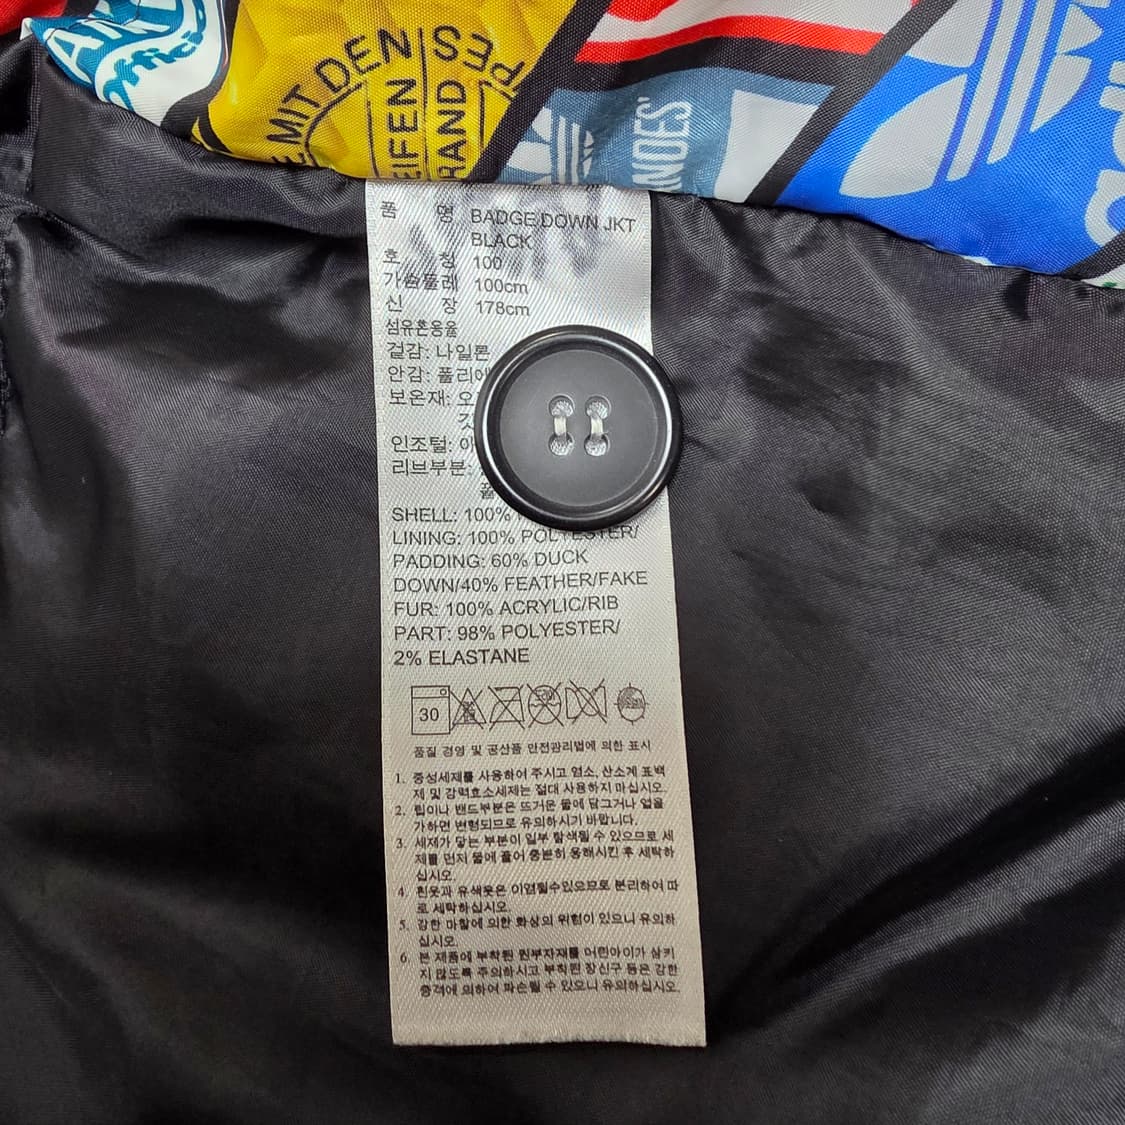 Official
E MIT DEN
EIFEN
RAND
BADGE DOWN JKT
품 명 BADGE DOWN JKT
BLACK
호 칭 100
가슴둘레 100cm
신 장 178cm
섬유혼용율
겉감: 나일론
안감:
보온재:
인조털:
리브부분:
SHELL: 100%
LINING: 100% POLYESTER/
PADDING: 60% DUCK
DOWN/40% FEATHER/FAKE
FUR: 100% ACRYLIC/RIB
PART: 98% POLYESTER/
2% ELASTANE
30
품질 경영 및 공산품 안전관리법에 의한 표시
1. 중성세제를 사용하여 주시고 염소, 산소계 표백
제 및 강력효소세제는 절대 사용하지 마십시오.
2. 립이나 밴드부분은 뜨거운 물에 담그거나 열을
가하면 변형되므로 유의하시기 바랍니다.
3. 세제가 닿는 부분이 일부 탈색될 수 있으므로 세
제를 먼저 물에 풀어 충분히 용해시킨 후 세탁하
십시오.
4. 흰옷과 유색옷은 이염될수있으므로 분리하여 따
로 세탁하십시오.
5. 강한 마찰에 의한 화상의 위험이 있으니 유의하
십시오.
6. 본 제품에 부착된 원부자재를 어린아이가 삼키
지 않도록 주의하시고 부착된 장신구 등은 강한
충격에 의하여 파손될 수 있으니 유의하십시오.